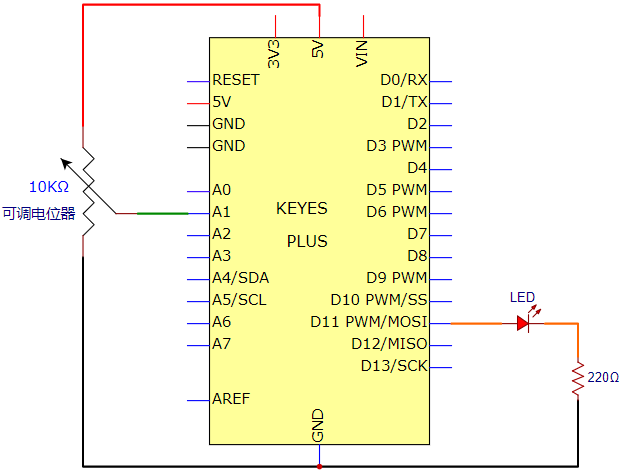 3V3
5V
VIN
RESET
5V
GND
GND
A0
A1
A2
A3
A4/SDA
A5/SCL
A6
A7
AREF
KEYES
PLUS
D0/RX
D1/TX
D2
D3 PWM
D4
D5 PWM
D6 PWM
D7
D8
D9 PWM
D10 PWM/SS
D11 PWM/MOSI
D12/MISO
D13/SCK
GND
10KΩ
可调电位器
LED
220Ω